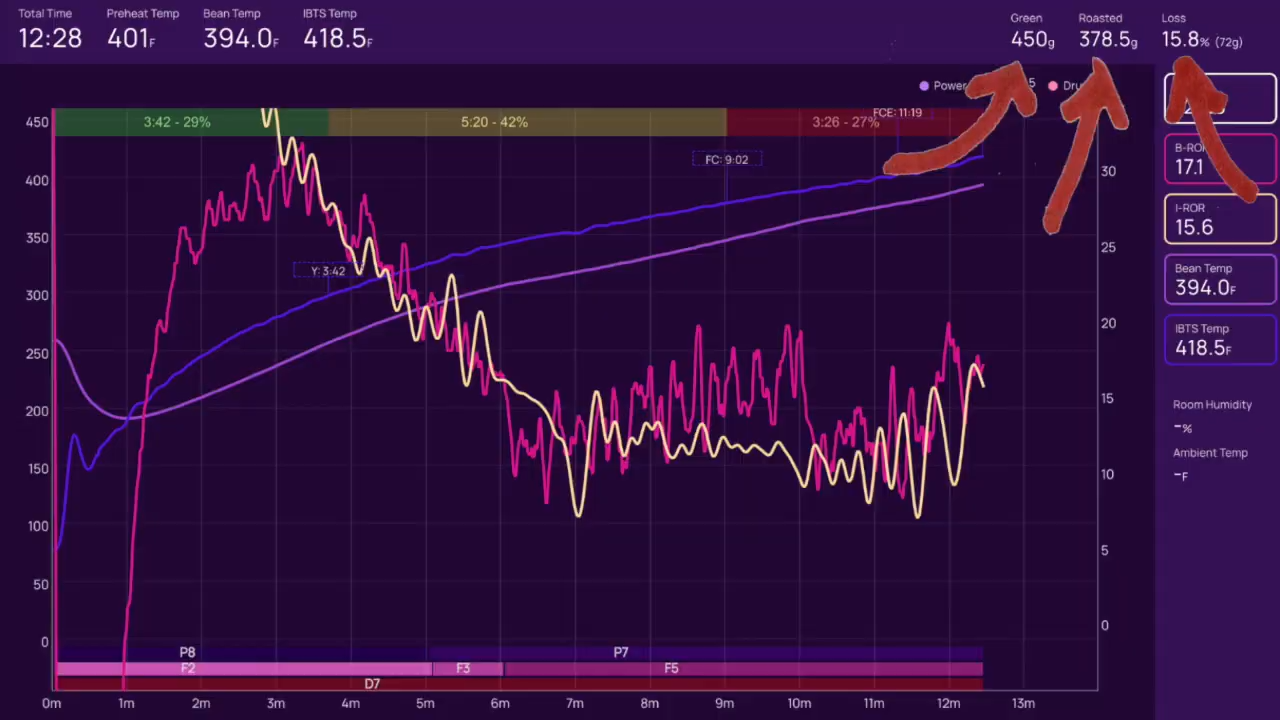 Total Time
12:28
Preheat Temp
401F
Bean Temp
394.0F
IBTS Temp
418.5F
Green
450g
Roasted
378.5g
Loss
15.8% (72g)
Power
5
3:42 - 29%
5:20 - 42%
3:26 - 27%
FCE: 11:19
FC: 9:02
Y: 3:42
450
400
350
300
250
200
150
100
50
0
30
25
20
15
10
5
0
P8
P7
F2
F3
F5
D7
0m
1m
2m
3m
4m
5m
6m
7m
8m
9m
10m
11m
12m
13m
17.1
I-ROR
15.6
Bean Temp
394.0F
IBTS Temp
418.5F
Room Humidity
-%
Ambient Temp
-F